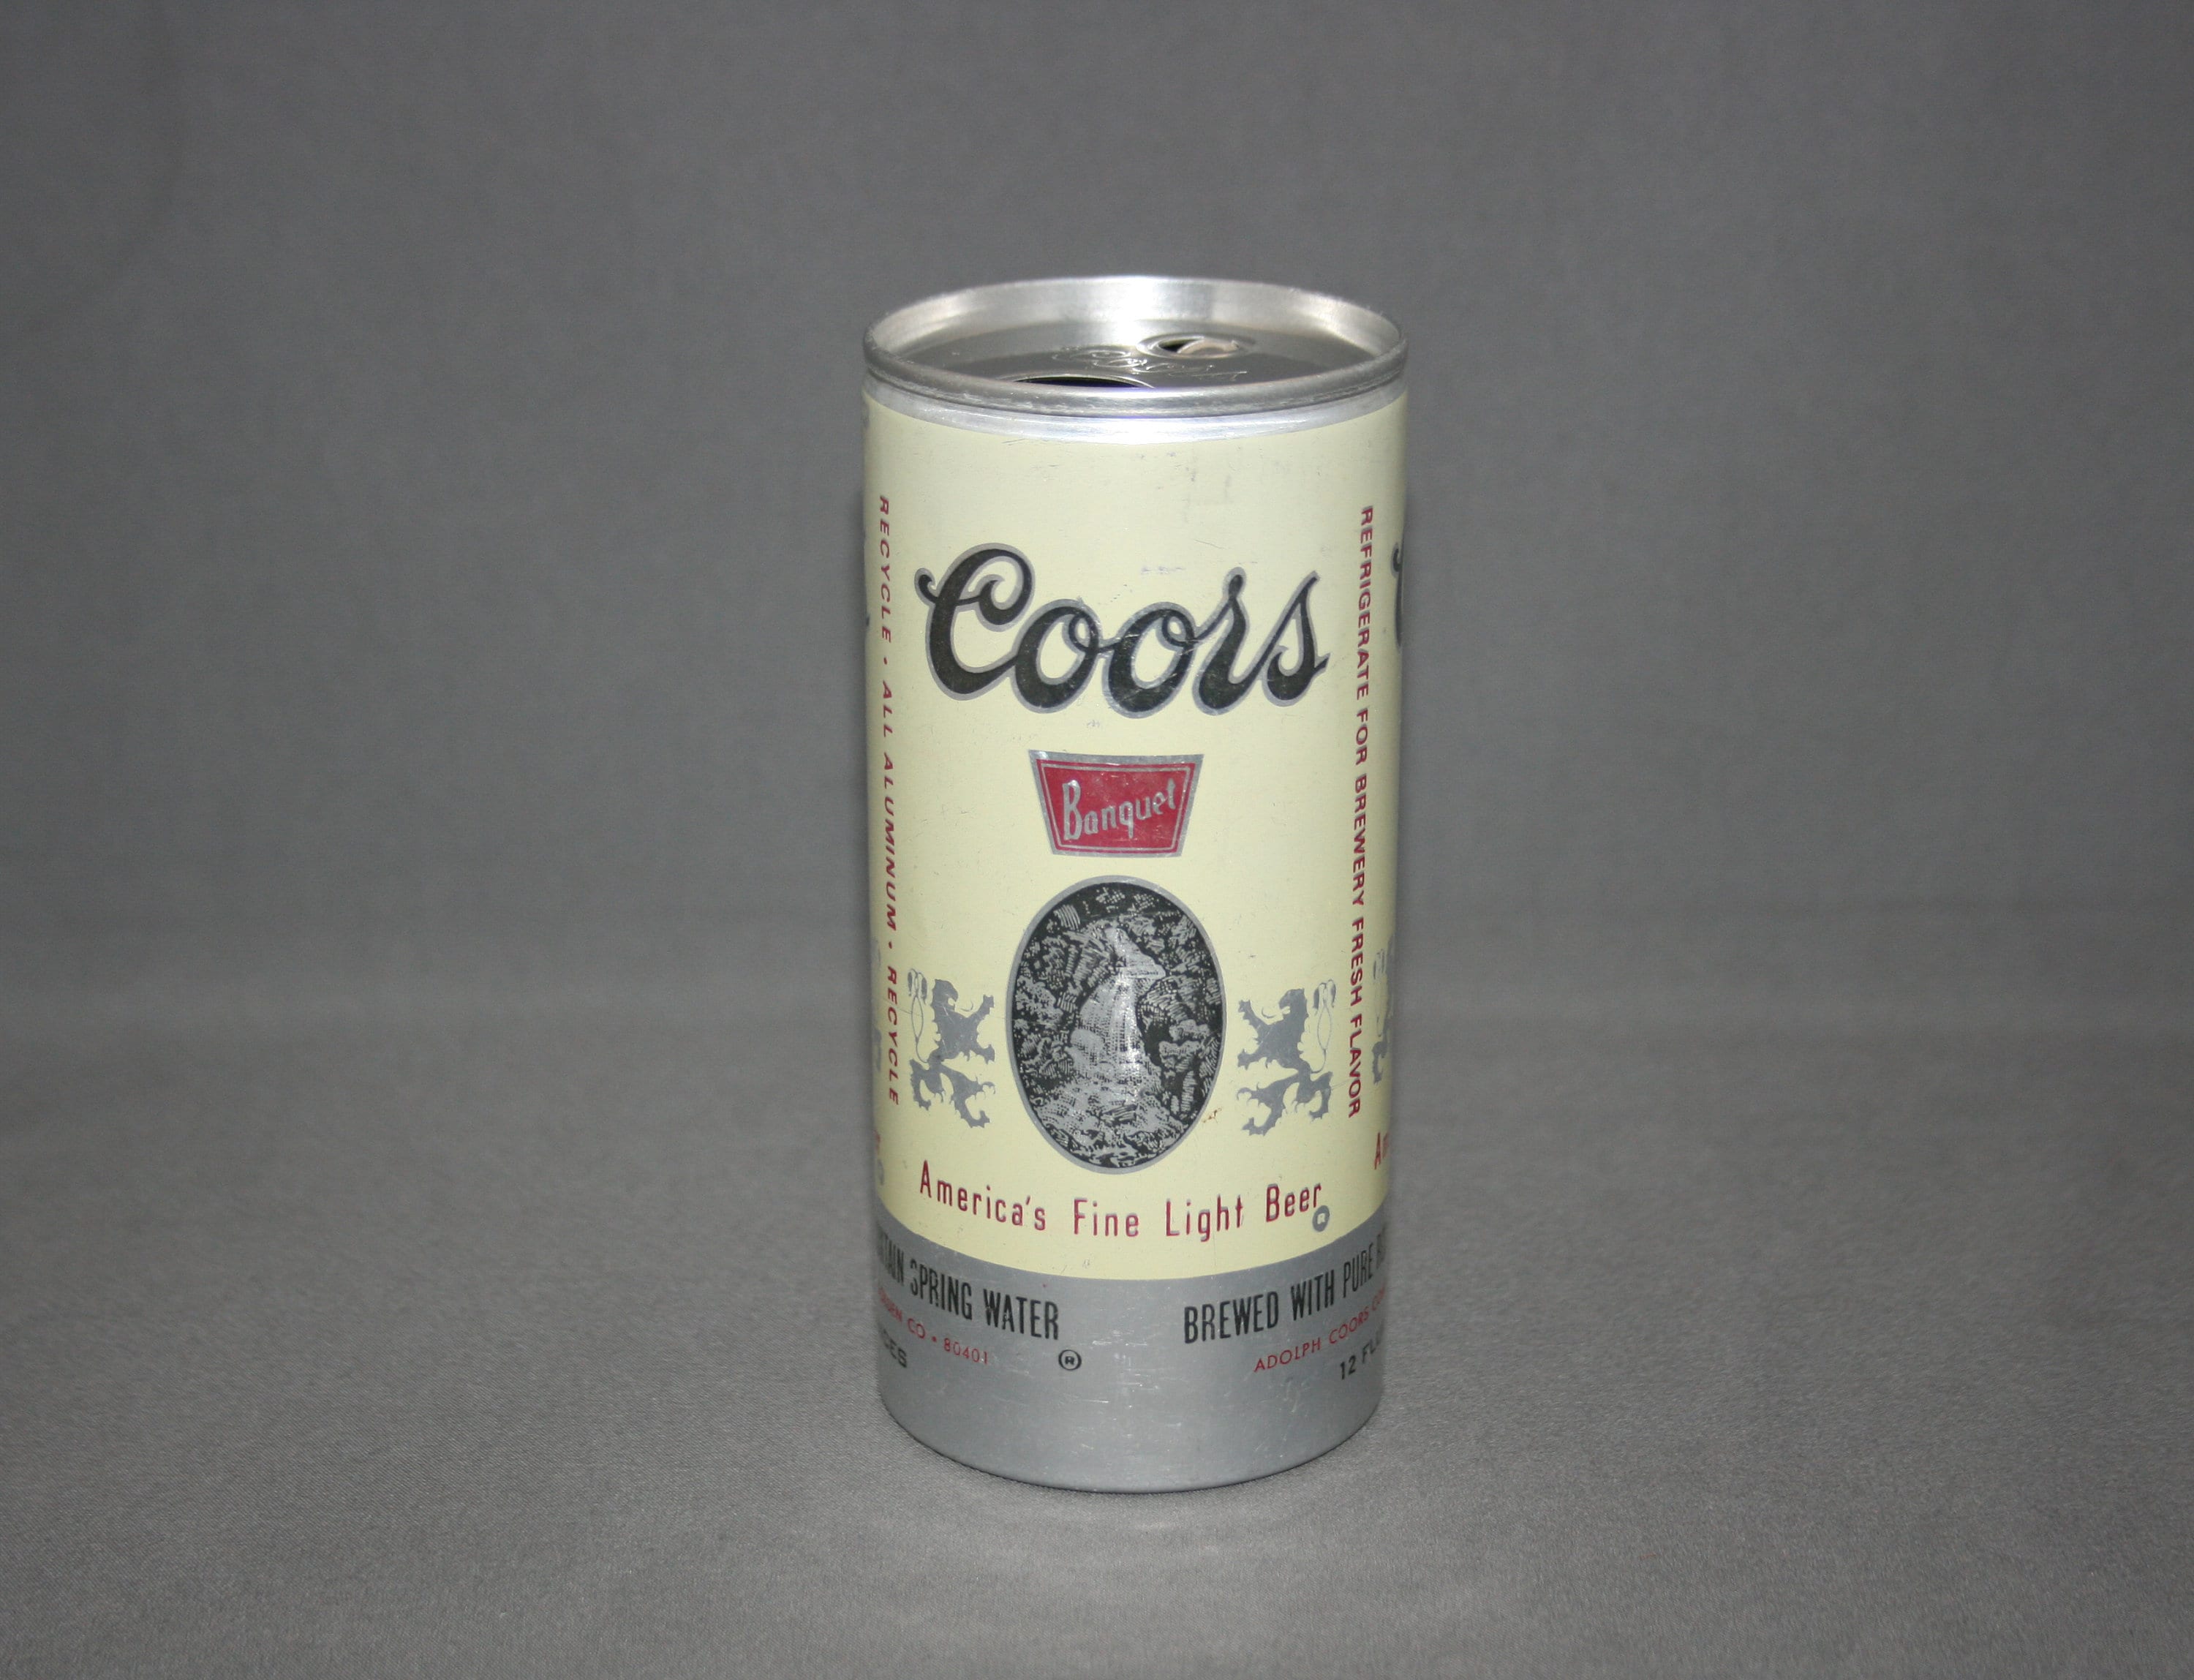 Coors
Coors
Banquet
RECYCLE • ALL ALUMINUM • RECYCLE
REFRIGERATE FOR BREWERY FRESH FLAVOR
America's Fine Light Beer
®
SPRING WATER
BREWED WITH PURE
CO • 80401
®
ADOLPH COORS
12